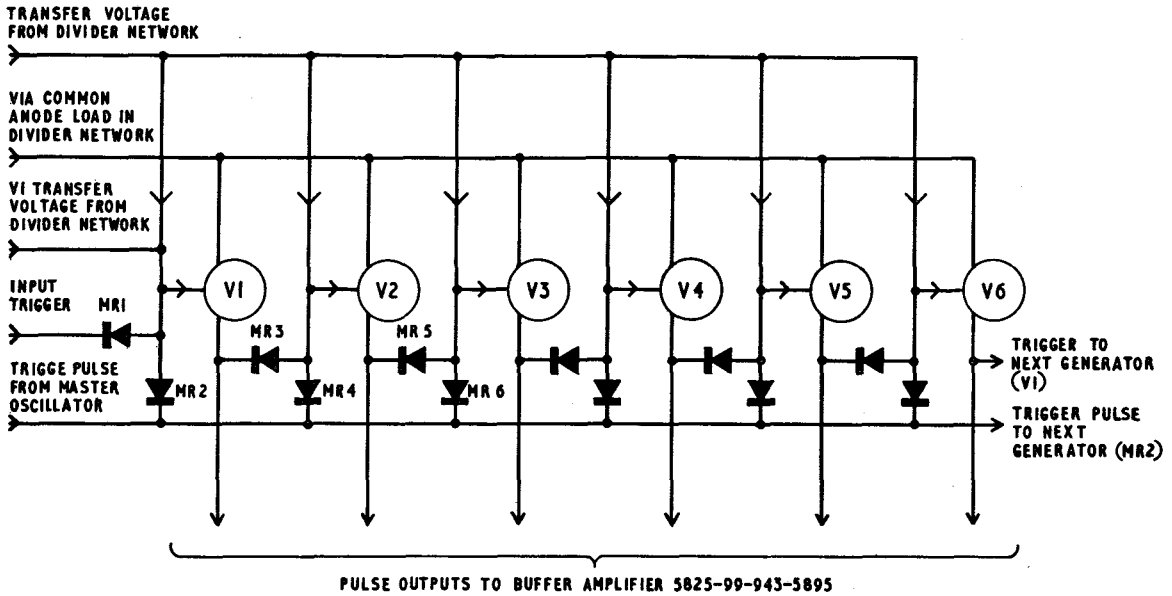 TRANSFER VOLTAGE
FROM DIVIDER NETWORK
VIA COMMON
ANODE LOAD IN
DIVIDER NETWORK
V1 TRANSFER
VOLTAGE FROM
DIVIDER NETWORK
INPUT
TRIGGER
MR1
TRIGGE PULSE
FROM MASTER
OSCILLATOR
MR2
V1
MR3
MR4
V2
MR5
MR6
V3
V4
V5
V6
TRIGGER TO
NEXT GENERATOR
(V1)
TRIGGER PULSE
TO NEXT
GENERATOR (MR2)
PULSE OUTPUTS TO BUFFER AMPLIFIER 5825-99-943-5895